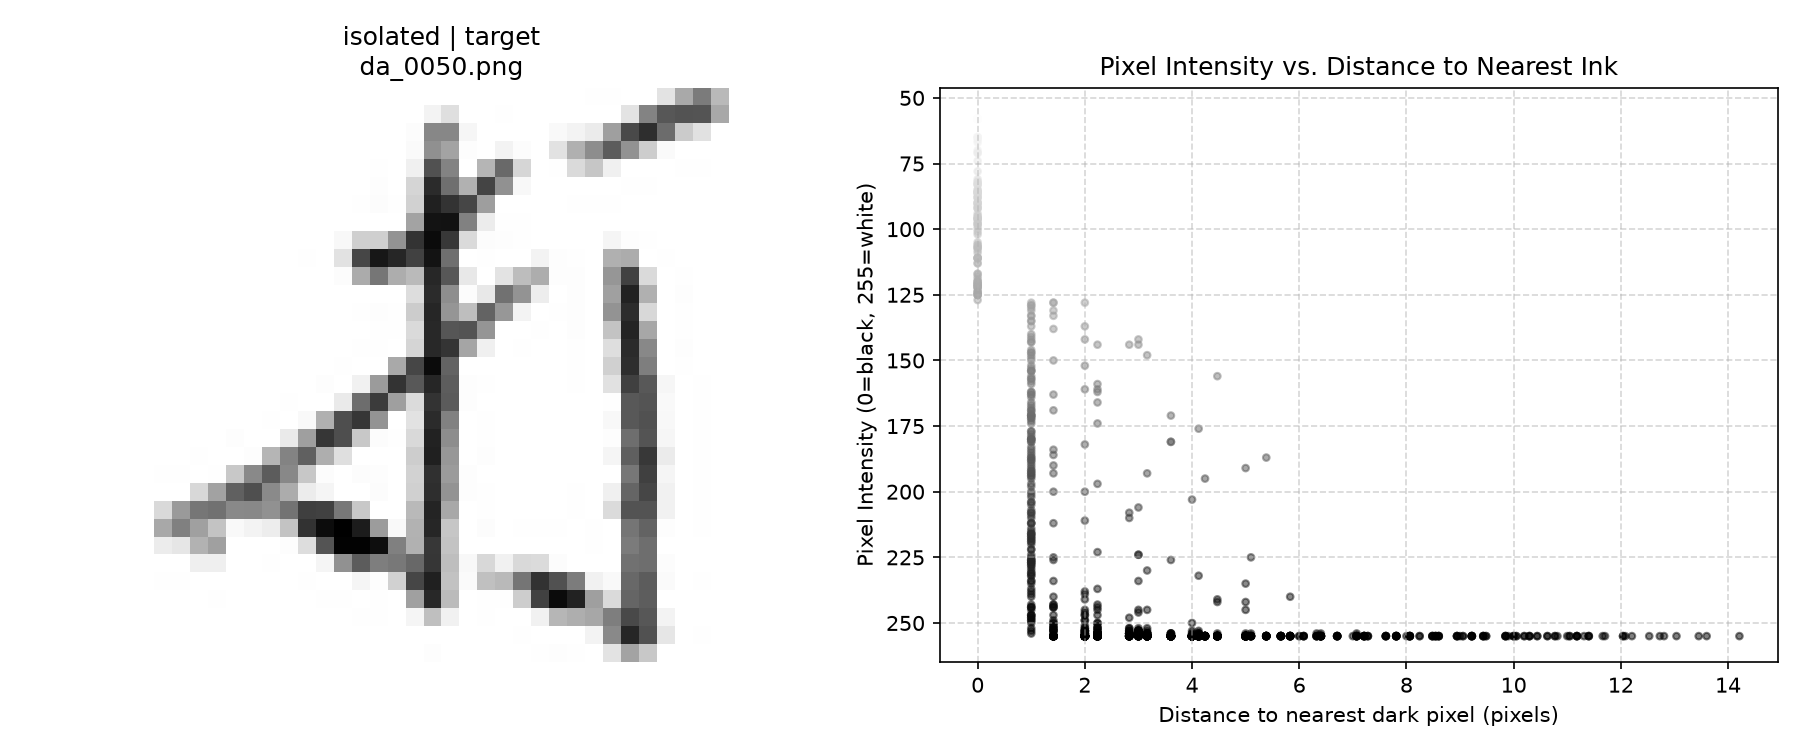 isolated | target
da_0050.png
Pixel Intensity vs. Distance to Nearest Ink
Pixel Intensity (0=black, 255=white)
50
75
100
125
150
175
200
225
250
0 2 4 6 8 10 12 14
Distance to nearest dark pixel (pixels)